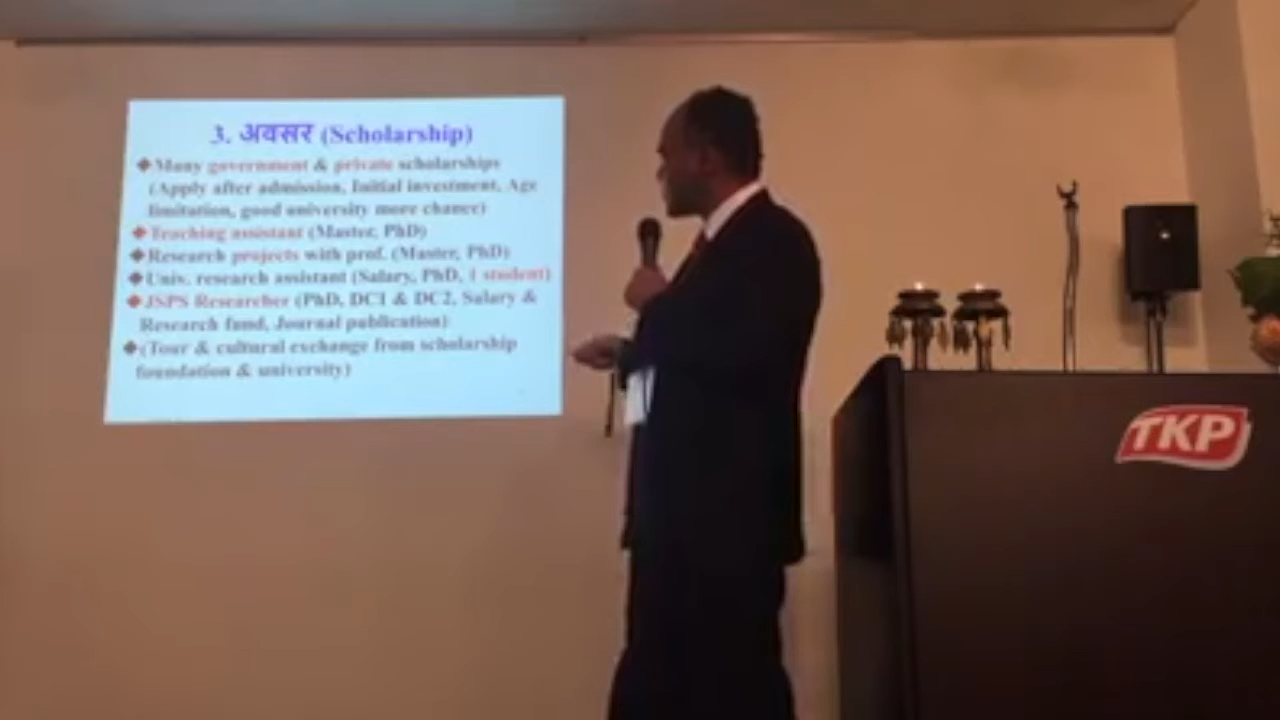 3. अवसर (Scholarship)
❖Many government & private scholarships
(Apply after admission, Initial investment, Age
limitation, good university more chance)
❖Teaching assistant (Master, PhD)
❖Research projects with prof. (Master, PhD)
❖Univ. research assistant (Salary, PhD, 1 student)
❖JSPS Researcher (PhD, DC1 & DC2, Salary &
Research fund, Journal publication)
❖(Tour & cultural exchange from scholarship
foundation & university)
TKP